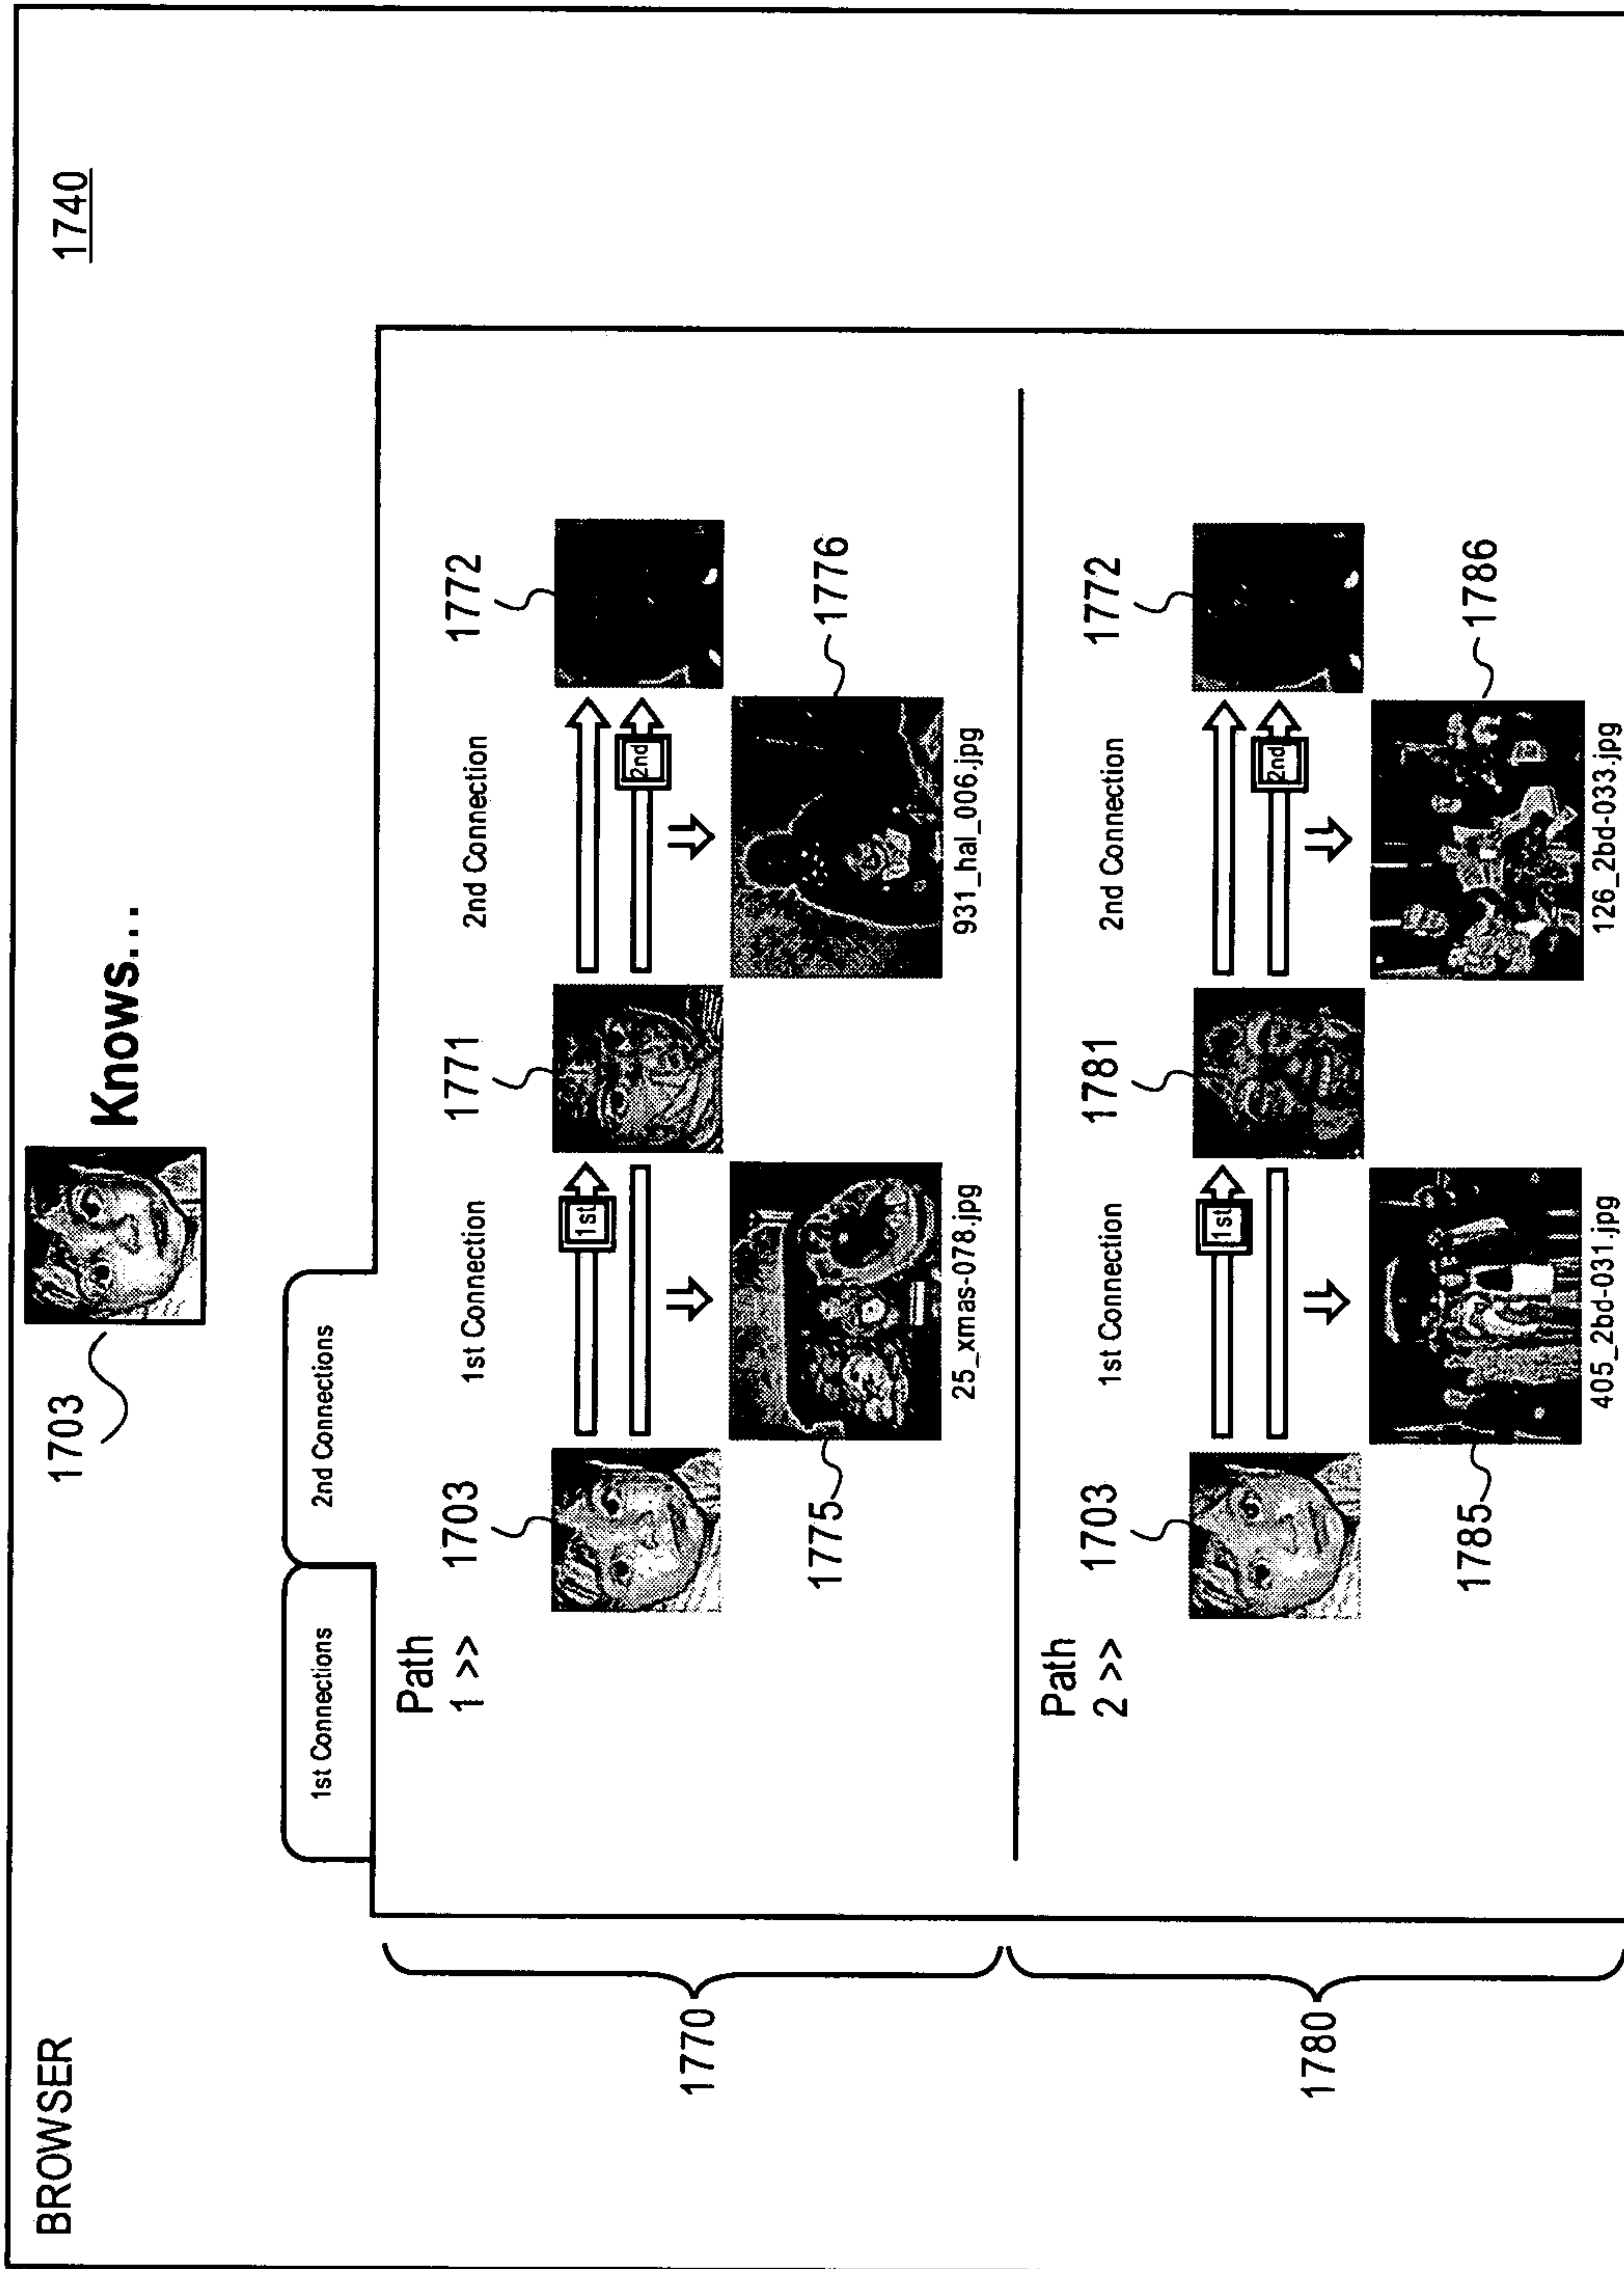 BROWSER
1740
1703
Knows...
1st Connections
2nd Connections
1770
Path
1 >>
1703
1st Connection
1771
2nd Connection
1772
1st
2nd
1775
1776
25_xmas-078.jpg
931_hal_006.jpg
1780
Path
2 >>
1703
1st Connection
1781
2nd Connection
1772
1st
2nd
1785
1786
405_2bd-031.jpg
126_2bd-033.jpg